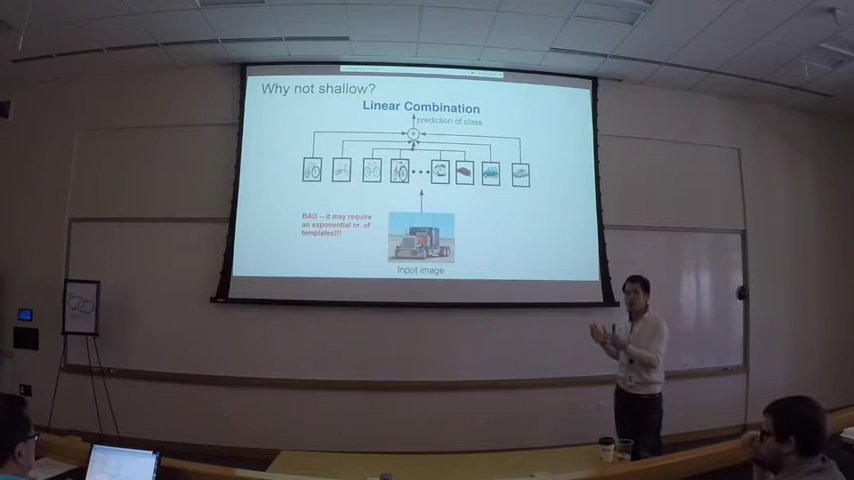 Why not shallow?
Linear Combination
prediction of class
+
BAD – it may require
an exponential nr. of
templates!!!
Input image